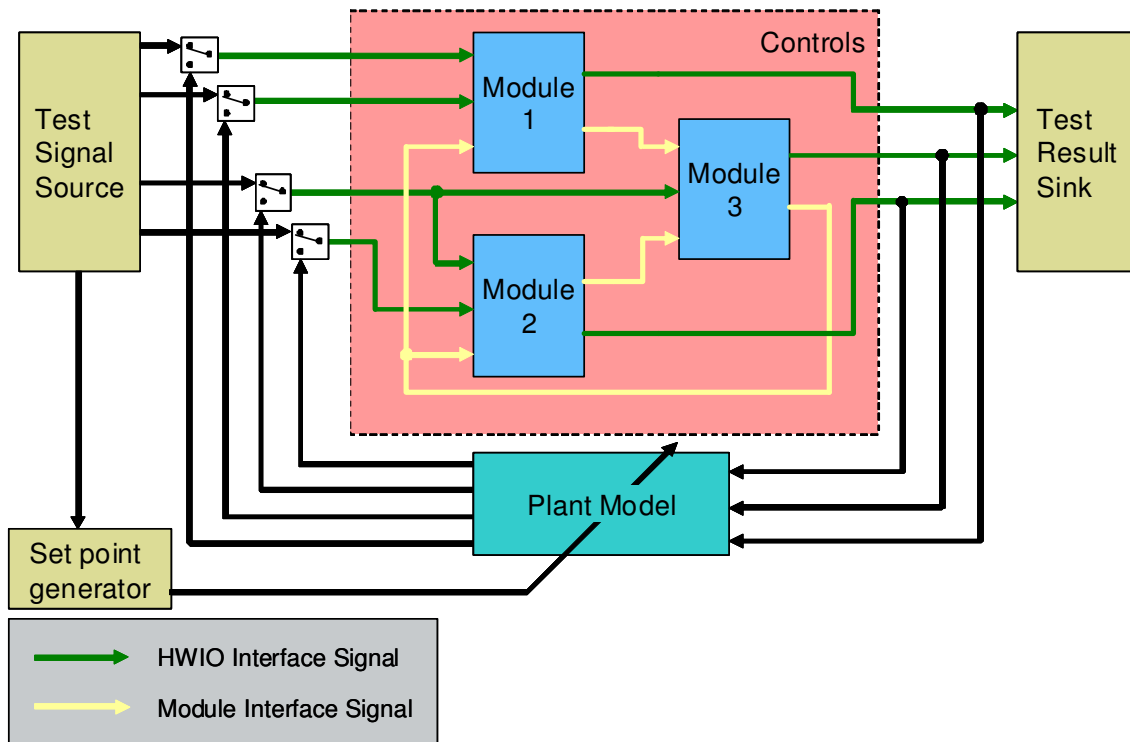 Controls
Test
Signal
Source
Module
1
Module
3
Module
2
Test
Result
Sink
Plant Model
Set point
generator
HWIO Interface Signal
Module Interface Signal